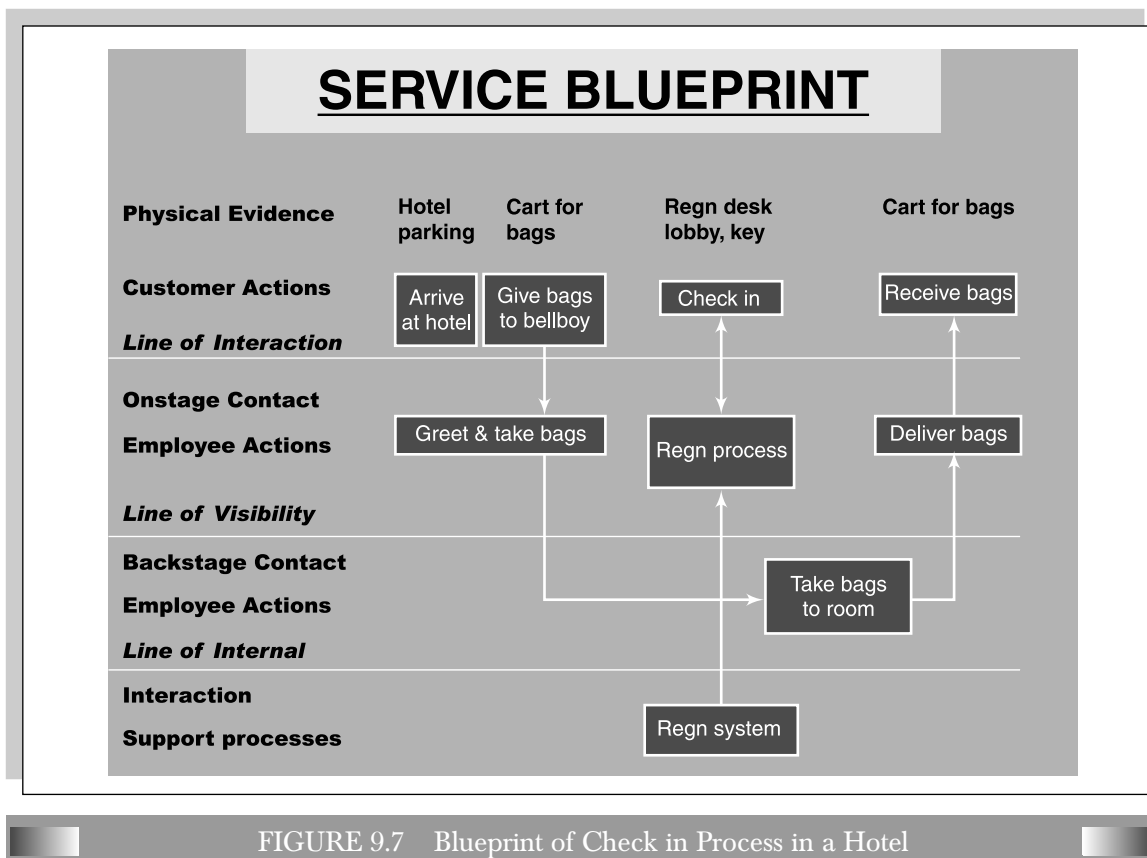 SERVICE BLUEPRINT
Physical Evidence
Hotel
parking
Cart for
bags
Regn desk
lobby, key
Cart for bags
Customer Actions
Arrive
at hotel
Give bags
to bellboy
Check in
Receive bags
Line of Interaction
Onstage Contact
Employee Actions
Greet & take bags
Regn process
Deliver bags
Line of Visibility
Backstage Contact
Employee Actions
Take bags
to room
Line of Internal
Interaction
Support processes
Regn system
FIGURE 9.7 Blueprint of Check in Process in a Hotel